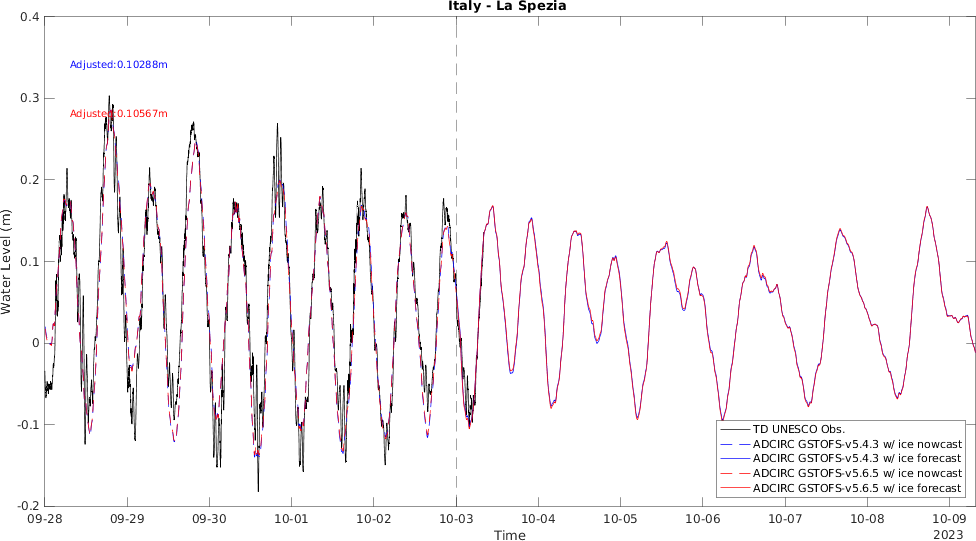 Italy - La Spezia
Adjusted:0.10288m
Adjusted:0.10567m
Water Level (m)
0.4
0.3
0.2
0.1
0
-0.1
-0.2
TD UNESCO Obs.
ADCIRC GSTOFS-v5.4.3 w/ ice nowcast
ADCIRC GSTOFS-v5.4.3 w/ ice forecast
ADCIRC GSTOFS-v5.6.5 w/ ice nowcast
ADCIRC GSTOFS-v5.6.5 w/ ice forecast
09-28 09-29 09-30 10-01 10-02 10-03 10-04 10-05 10-06 10-07 10-08 10-09
Time
2023